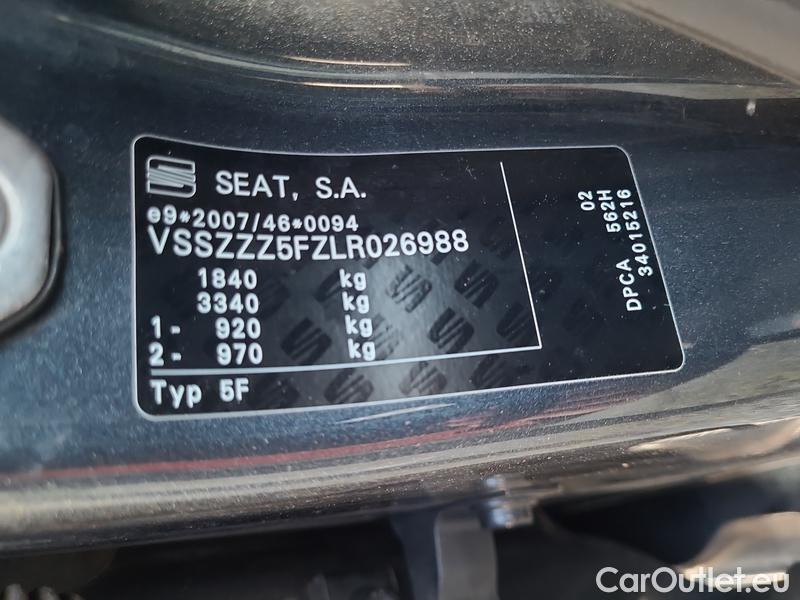 SEAT, S.A.
e9*2007/46*0094
VSSZZZ5FZLR026988
1840 kg
3340 kg
1- 920 kg
2- 970 kg
Typ 5F
02
DPCA 562H
34015216
CarOutlet.eu